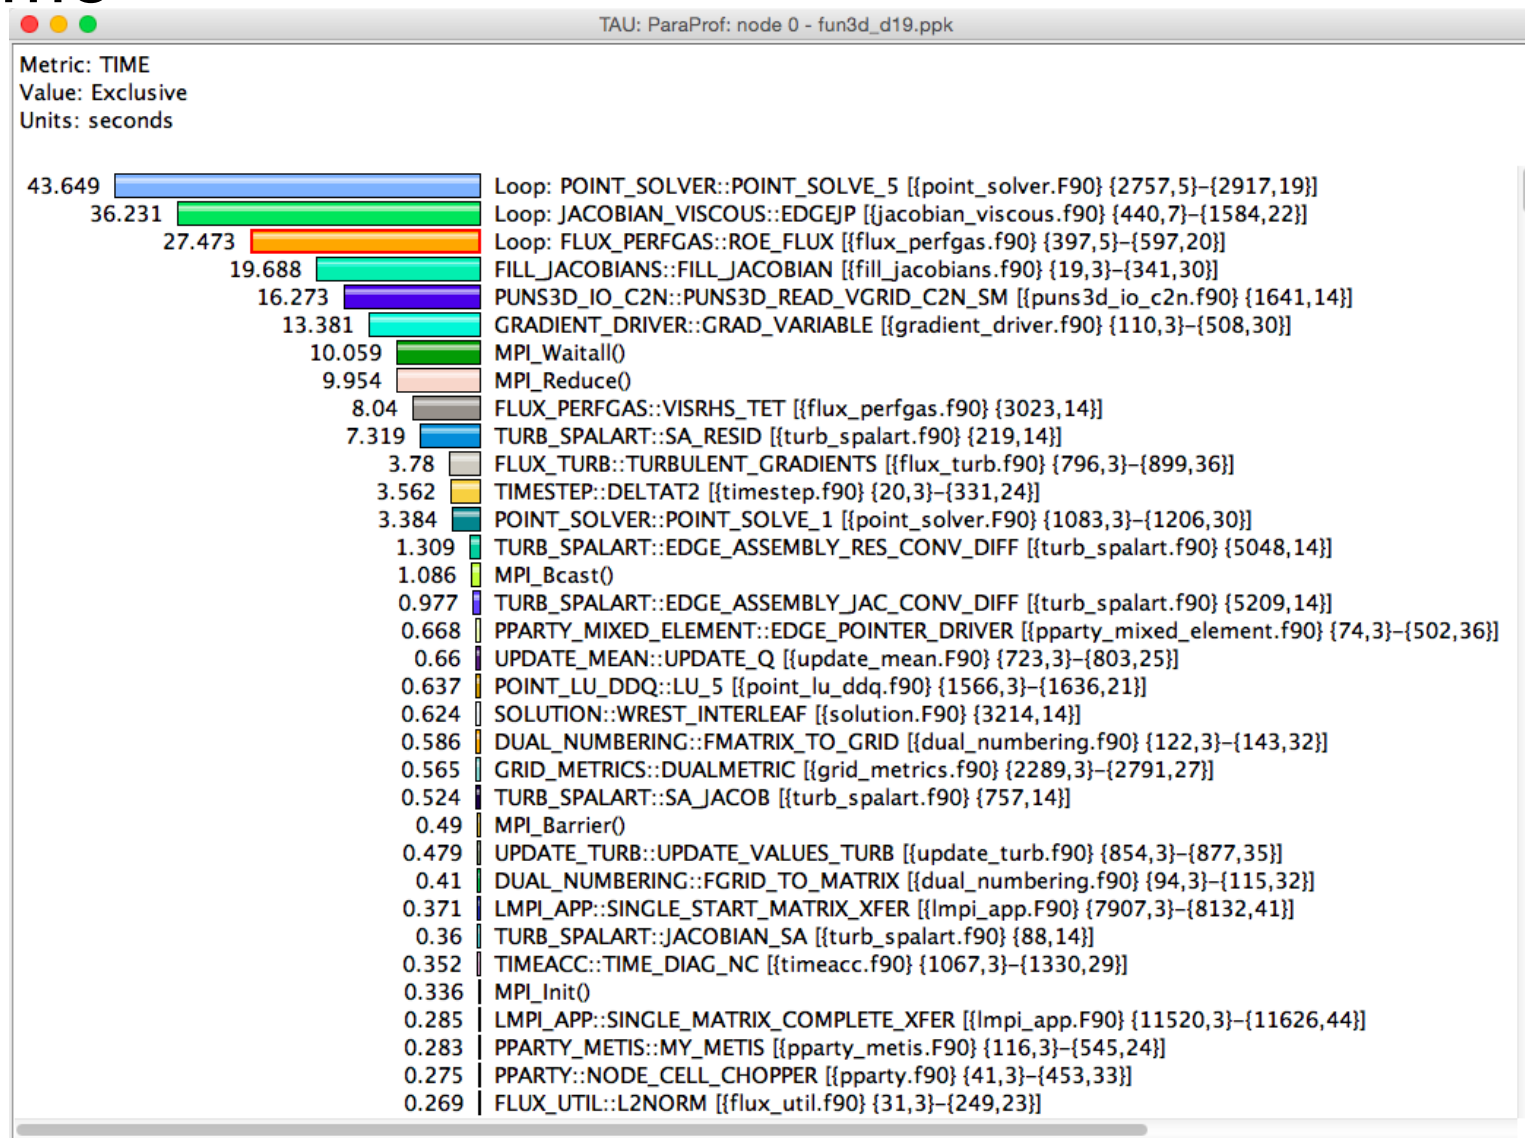 TAU: ParaProf: node 0 - fun3d_d19.ppk
Metric: TIME
Value: Exclusive
Units: seconds
43.649 Loop: POINT_SOLVER::POINT_SOLVE_5 [{point_solver.F90} {2757,5}-{2917,19}]
36.231 Loop: JACOBIAN_VISCOUS::EDGEJP [{jacobian_viscous.f90} {440,7}-{1584,22}]
27.473 Loop: FLUX_PERFGAS::ROE_FLUX [{flux_perfgas.f90} {397,5}-{597,20}]
19.688 FILL_JACOBIANS::FILL_JACOBIAN [{fill_jacobians.f90} {19,3}-{341,30}]
16.273 PUNS3D_IO_C2N::PUNS3D_READ_VGRID_C2N_SM [{puns3d_io_c2n.f90} {1641,14}]
13.381 GRADIENT_DRIVER::GRAD_VARIABLE [{gradient_driver.f90} {110,3}-{508,30}]
10.059 MPI_Waitall()
9.954 MPI_Reduce()
8.04 FLUX_PERFGAS::VISRHS_TET [{flux_perfgas.f90} {3023,14}]
7.319 TURB_SPALART::SA_RESID [{turb_spalart.f90} {219,14}]
3.78 FLUX_TURB::TURBULENT_GRADIENTS [{flux_turb.f90} {796,3}-{899,36}]
3.562 TIMESTEP::DELTAT2 [{timestep.f90} {20,3}-{331,24}]
3.384 POINT_SOLVER::POINT_SOLVE_1 [{point_solver.F90} {1083,3}-{1206,30}]
1.309 TURB_SPALART::EDGE_ASSEMBLY_RES_CONV_DIFF [{turb_spalart.f90} {5048,14}]
1.086 MPI_Bcast()
0.977 TURB_SPALART::EDGE_ASSEMBLY_JAC_CONV_DIFF [{turb_spalart.f90} {5209,14}]
0.668 PPARTY_MIXED_ELEMENT::EDGE_POINTER_DRIVER [{pparty_mixed_element.f90} {74,3}-{502,36}]
0.66 UPDATE_MEAN::UPDATE_Q [{update_mean.F90} {723,3}-{803,25}]
0.637 POINT_LU_DDQ::LU_5 [{point_lu_ddq.f90} {1566,3}-{1636,21}]
0.624 SOLUTION::WREST_INTERLEAF [{solution.F90} {3214,14}]
0.586 DUAL_NUMBERING::FMATRIX_TO_GRID [{dual_numbering.f90} {122,3}-{143,32}]
0.565 GRID_METRICS::DUALMETRIC [{grid_metrics.f90} {2289,3}-{2791,27}]
0.524 TURB_SPALART::SA_JACOB [{turb_spalart.f90} {757,14}]
0.49 MPI_Barrier()
0.479 UPDATE_TURB::UPDATE_VALUES_TURB [{update_turb.f90} {854,3}-{877,35}]
0.41 DUAL_NUMBERING::FGRID_TO_MATRIX [{dual_numbering.f90} {94,3}-{115,32}]
0.371 LMPI_APP::SINGLE_START_MATRIX_XFER [{lmpi_app.F90} {7907,3}-{8132,41}]
0.36 TURB_SPALART::JACOBIAN_SA [{turb_spalart.f90} {88,14}]
0.352 TIMEACC::TIME_DIAG_NC [{timeacc.f90} {1067,3}-{1330,29}]
0.336 MPI_Init()
0.285 LMPI_APP::SINGLE_MATRIX_COMPLETE_XFER [{lmpi_app.F90} {11520,3}-{11626,44}]
0.283 PPARTY_METIS::MY_METIS [{pparty_metis.F90} {116,3}-{545,24}]
0.275 PPARTY::NODE_CELL_CHOPPER [{pparty.f90} {41,3}-{453,33}]
0.269 FLUX_UTIL::L2NORM [{flux_util.f90} {31,3}-{249,23}]